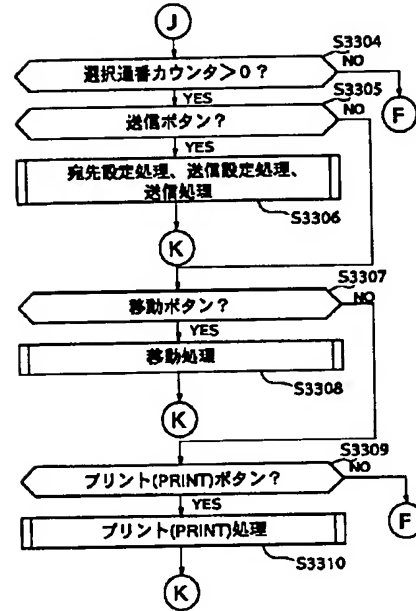 J
S3304
選択通番カウンタ>0？
NO
YES
F
S3305
送信ボタン？
NO
YES
宛先設定処理、送信設定処理、
送信処理
S3306
K
S3307
移動ボタン？
NO
YES
移動処理
S3308
K
S3309
プリント(PRINT)ボタン？
NO
YES
F
プリント(PRINT)処理
S3310
K